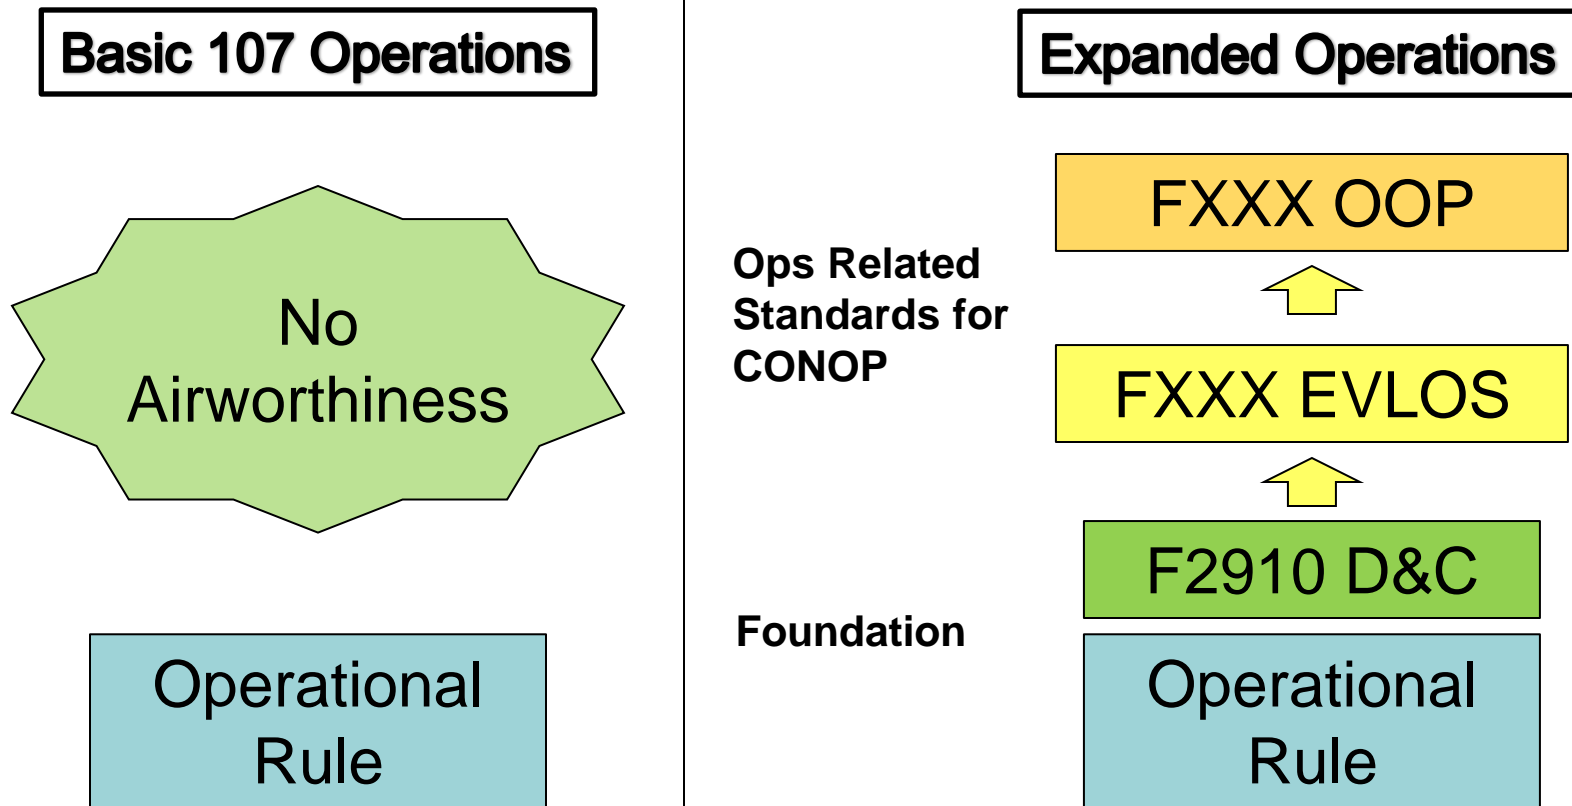 Basic 107 Operations
No
Airworthiness
Operational
Rule
Expanded Operations
Ops Related
Standards for
CONOP
Foundation
FXXX OOP
FXXX EVLOS
F2910 D&C
Operational
Rule